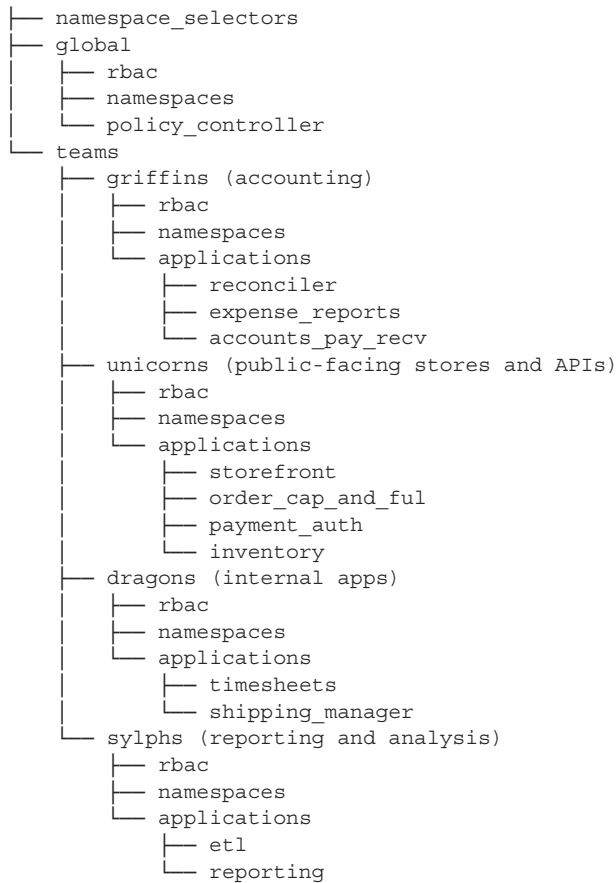 ├── namespace_selectors
├── global
│   ├── rbac
│   ├── namespaces
│   └── policy_controller
└── teams
    ├── griffins (accounting)
    │   ├── rbac
    │   ├── namespaces
    │   └── applications
    │       ├── reconciler
    │       ├── expense_reports
    │       └── accounts_pay_recv
    ├── unicorns (public-facing stores and APIs)
    │   ├── rbac
    │   ├── namespaces
    │   └── applications
    │       ├── storefront
    │       ├── order_cap_and_ful
    │       ├── payment_auth
    │       └── inventory
    ├── dragons (internal apps)
    │   ├── rbac
    │   ├── namespaces
    │   └── applications
    │       ├── timesheets
    │       └── shipping_manager
    └── sylphs (reporting and analysis)
        ├── rbac
        ├── namespaces
        └── applications
            ├── etl
            └── reporting